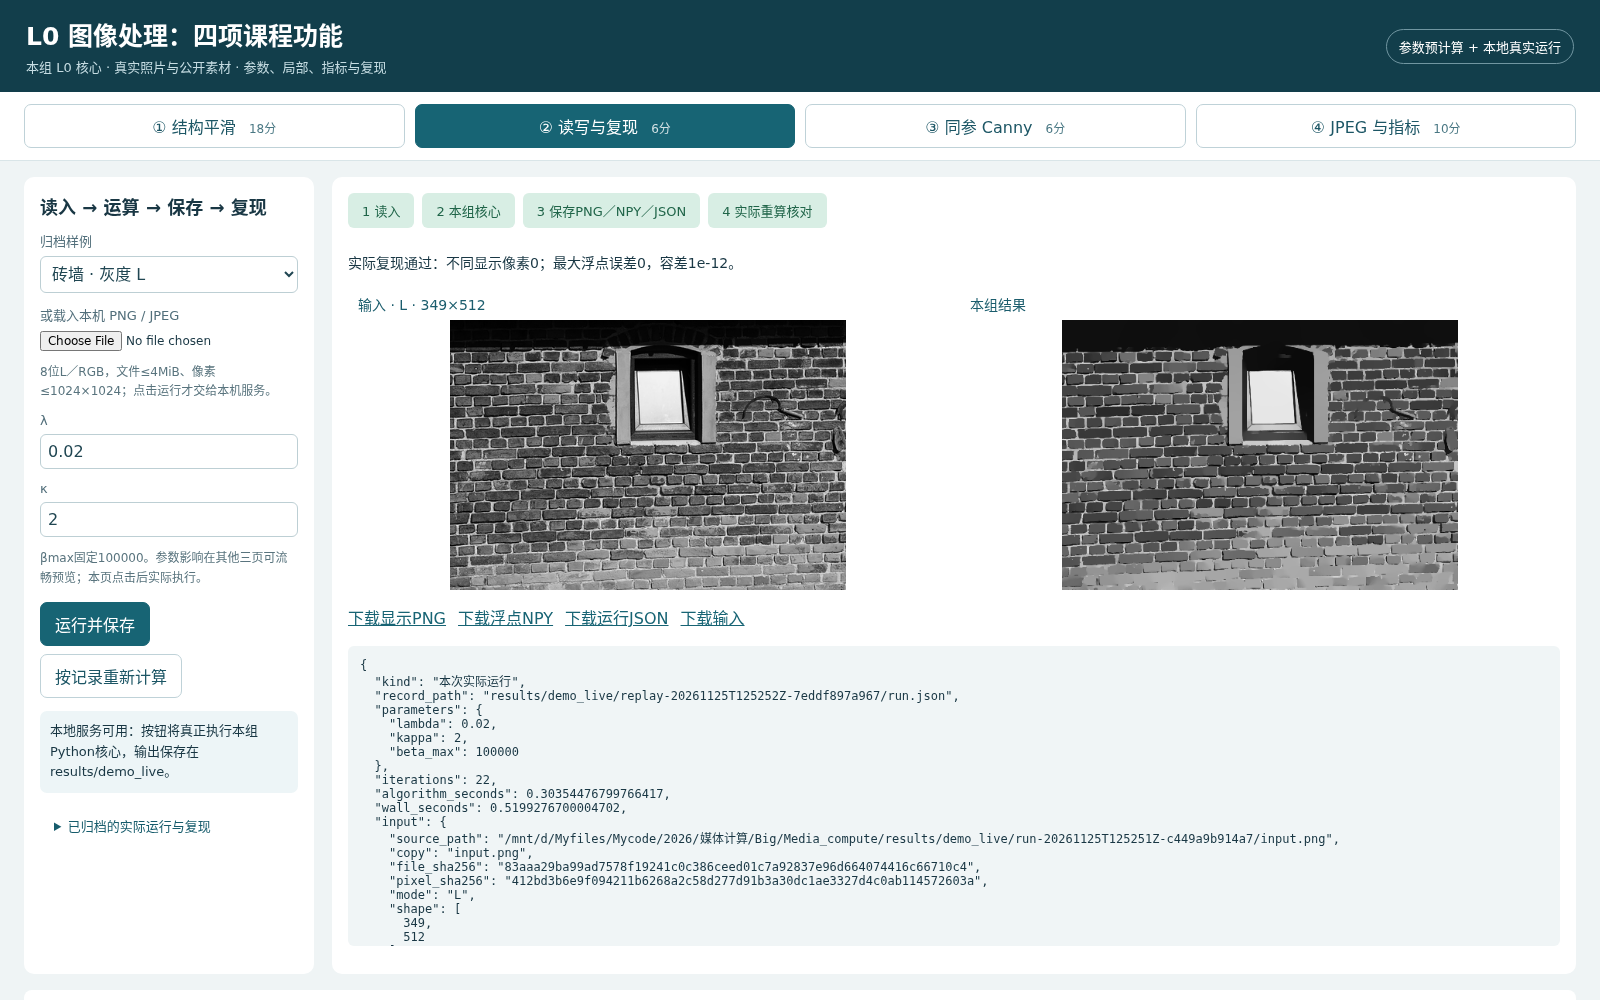 L0 图像处理：四项课程功能
本组 L0 核心 · 真实照片与公开素材 · 参数、局部、指标与复现
参数预计算 + 本地真实运行
① 结构平滑 18分
② 读写与复现 6分
③ 同参 Canny 6分
④ JPEG 与指标 10分
读入 → 运算 → 保存 → 复现
归档样例
砖墙 · 灰度 L
或载入本机 PNG / JPEG
Choose File No file chosen
8位L／RGB，文件≤4MiB、像素
≤1024×1024；点击运行才交给本机服务。
λ
0.02
κ
2
βmax固定100000。参数影响在其他三页可流
畅预览；本页点击后实际执行。
运行并保存
按记录重新计算
本地服务可用：按钮将真正执行本组
Python核心，输出保存在
results/demo_live。
▶ 已归档的实际运行与复现
1 读入
2 本组核心
3 保存PNG／NPY／JSON
4 实际重算核对
实际复现通过：不同显示像素0；最大浮点误差0，容差1e-12。
输入 · L · 349×512
本组结果
下载显示PNG 下载浮点NPY 下载运行JSON 下载输入
{
"kind": "本次实际运行",
"record_path": "results/demo_live/replay-20261125T125252Z-7eddf897a967/run.json",
"parameters": {
"lambda": 0.02,
"kappa": 2,
"beta_max": 100000
},
"iterations": 22,
"algorithm_seconds": 0.30354476799766417,
"wall_seconds": 0.5199276700004702,
"input": {
"source_path": "/mnt/d/Myfiles/Mycode/2026/媒体计算/Big/Media_compute/results/demo_live/run-20261125T125251Z-c449a9b914a7/input.png",
"copy": "input.png",
"file_sha256": "83aaa29ba99ad7578f19241c0c386ceed01c7a92837e96d664074416c66710c4",
"pixel_sha256": "412bd3b6e9f094211b6268a2c58d277d91b3a30dc1ae3327d4c0ab114572603a",
"mode": "L",
"shape": [
349,
512